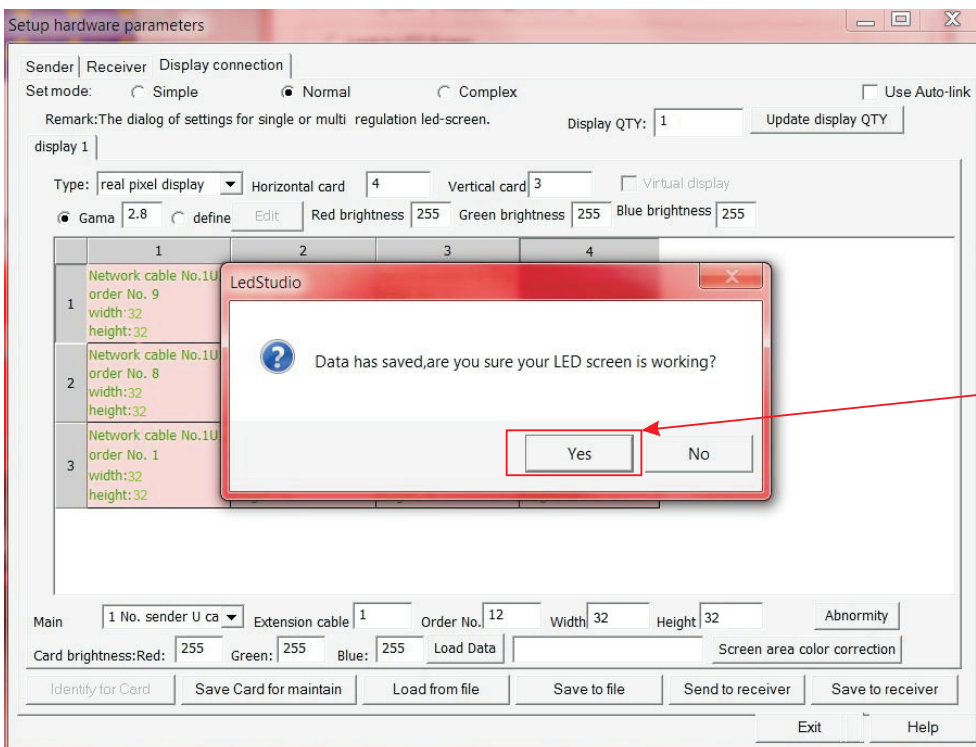 Setup hardware parameters
Sender Receiver Display connection
Set mode: Simple Normal Complex Use Auto-link
Remark:The dialog of settings for single or multi regulation led-screen. Display QTY: 1 Update display QTY
display 1
Type: real pixel display Horizontal card 4 Vertical card 3 Virtual display
Gama 2.8 define Edit Red brightness 255 Green brightness 255 Blue brightness 255
1 2 3 4
Network cable No.1U
1 order No. 9
width:32
height:32
LedStudio
Data has saved,are you sure your LED screen is working?
Yes No
Network cable No.1U
2 order No. 8
width:32
height:32
Network cable No.1U
3 order No. 1
width:32
height:32
Main 1 No. sender U ca Extension cable 1 Order No. 12 Width 32 Height 32 Abnormity
Card brightness:Red: 255 Green: 255 Blue: 255 Load Data Screen area color correction
Identify for Card Save Card for maintain Load from file Save to file Send to receiver Save to receiver
Exit Help